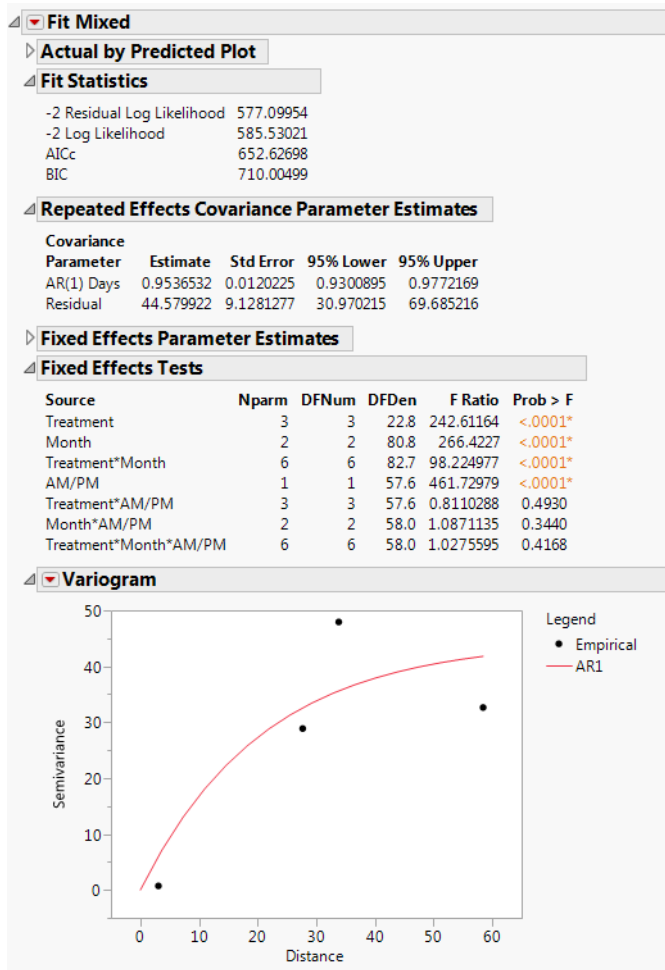 Fit Mixed
Actual by Predicted Plot
Fit Statistics
-2 Residual Log Likelihood 577.09954
-2 Log Likelihood 585.53021
AICc 652.62698
BIC 710.00499
Repeated Effects Covariance Parameter Estimates
Covariance
Parameter Estimate Std Error 95% Lower 95% Upper
AR(1) Days 0.9536532 0.0120225 0.9300895 0.9772169
Residual 44.579922 9.1281277 30.970215 69.685216
Fixed Effects Parameter Estimates
Fixed Effects Tests
Source Nparm DFNum DFDen F Ratio Prob > F
Treatment 3 3 22.8 242.61164 <.0001*
Month 2 2 80.8 266.4227 <.0001*
Treatment*Month 6 6 82.7 98.224977 <.0001*
AM/PM 1 1 57.6 461.72979 <.0001*
Treatment*AM/PM 3 3 57.6 0.8110288 0.4930
Month*AM/PM 2 2 58.0 1.0871135 0.3440
Treatment*Month*AM/PM 6 6 58.0 1.0275595 0.4168
Variogram
50
40
30
20
10
0
Semivariance
0 10 20 30 40 50 60
Distance
Legend
Empirical
AR1